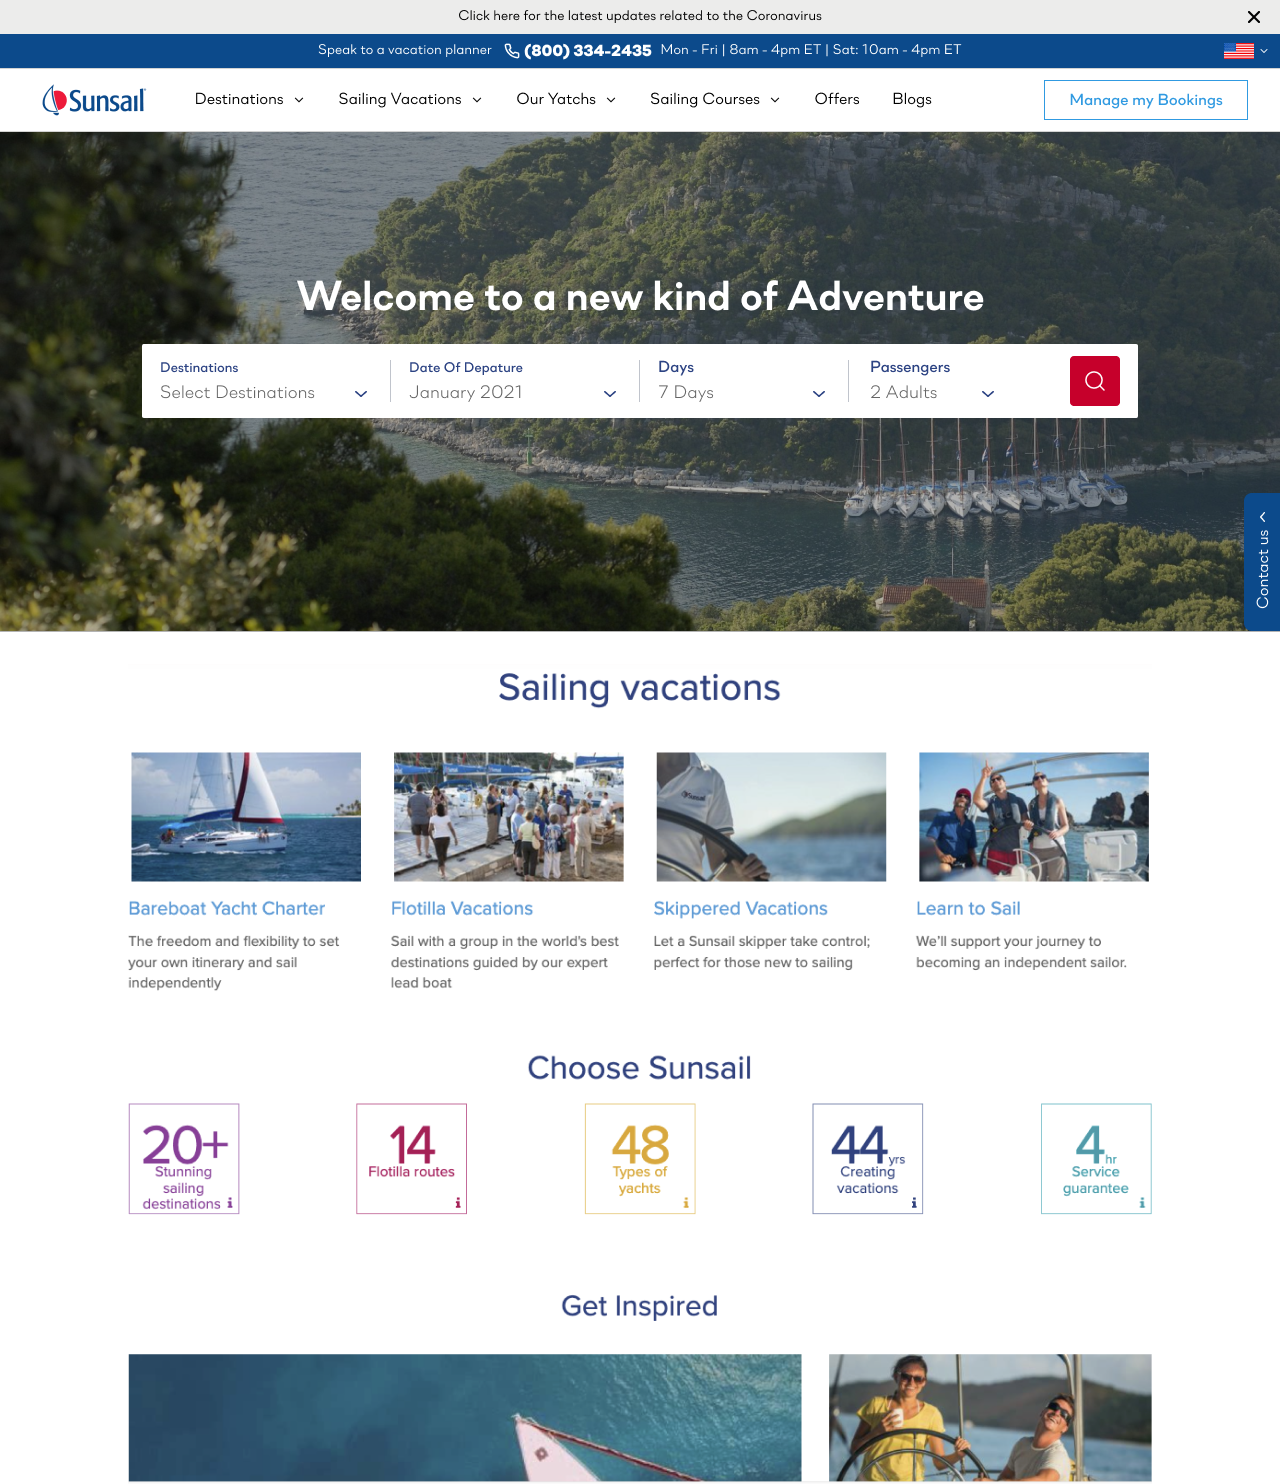 Click here for the latest updates related to the Coronavirus
Speak to a vacation planner (800) 334-2435 Mon - Fri | 8am - 4pm ET | Sat: 10am - 4pm ET
Sunsail Destinations Sailing Vacations Our Yatchs Sailing Courses Offers Blogs Manage my Bookings
Welcome to a new kind of Adventure
Destinations Date Of Depature Days Passengers
Select Destinations January 2021 7 Days 2 Adults
Contact us
Sailing vacations
Sunsail
Bareboat Yacht Charter
The freedom and flexibility to set
your own itinerary and sail
independently
Flotilla Vacations
Sail with a group in the world's best
destinations guided by our expert
lead boat
Skippered Vacations
Let a Sunsail skipper take control;
perfect for those new to sailing
Learn to Sail
We'll support your journey to
becoming an independent sailor.
Choose Sunsail
20+
Stunning
sailing
destinations i
14
Flotilla routes
i
48
Types of
yachts
i
44 yrs
Creating
vacations
i
4 hr
Service
guarantee
i
Get Inspired